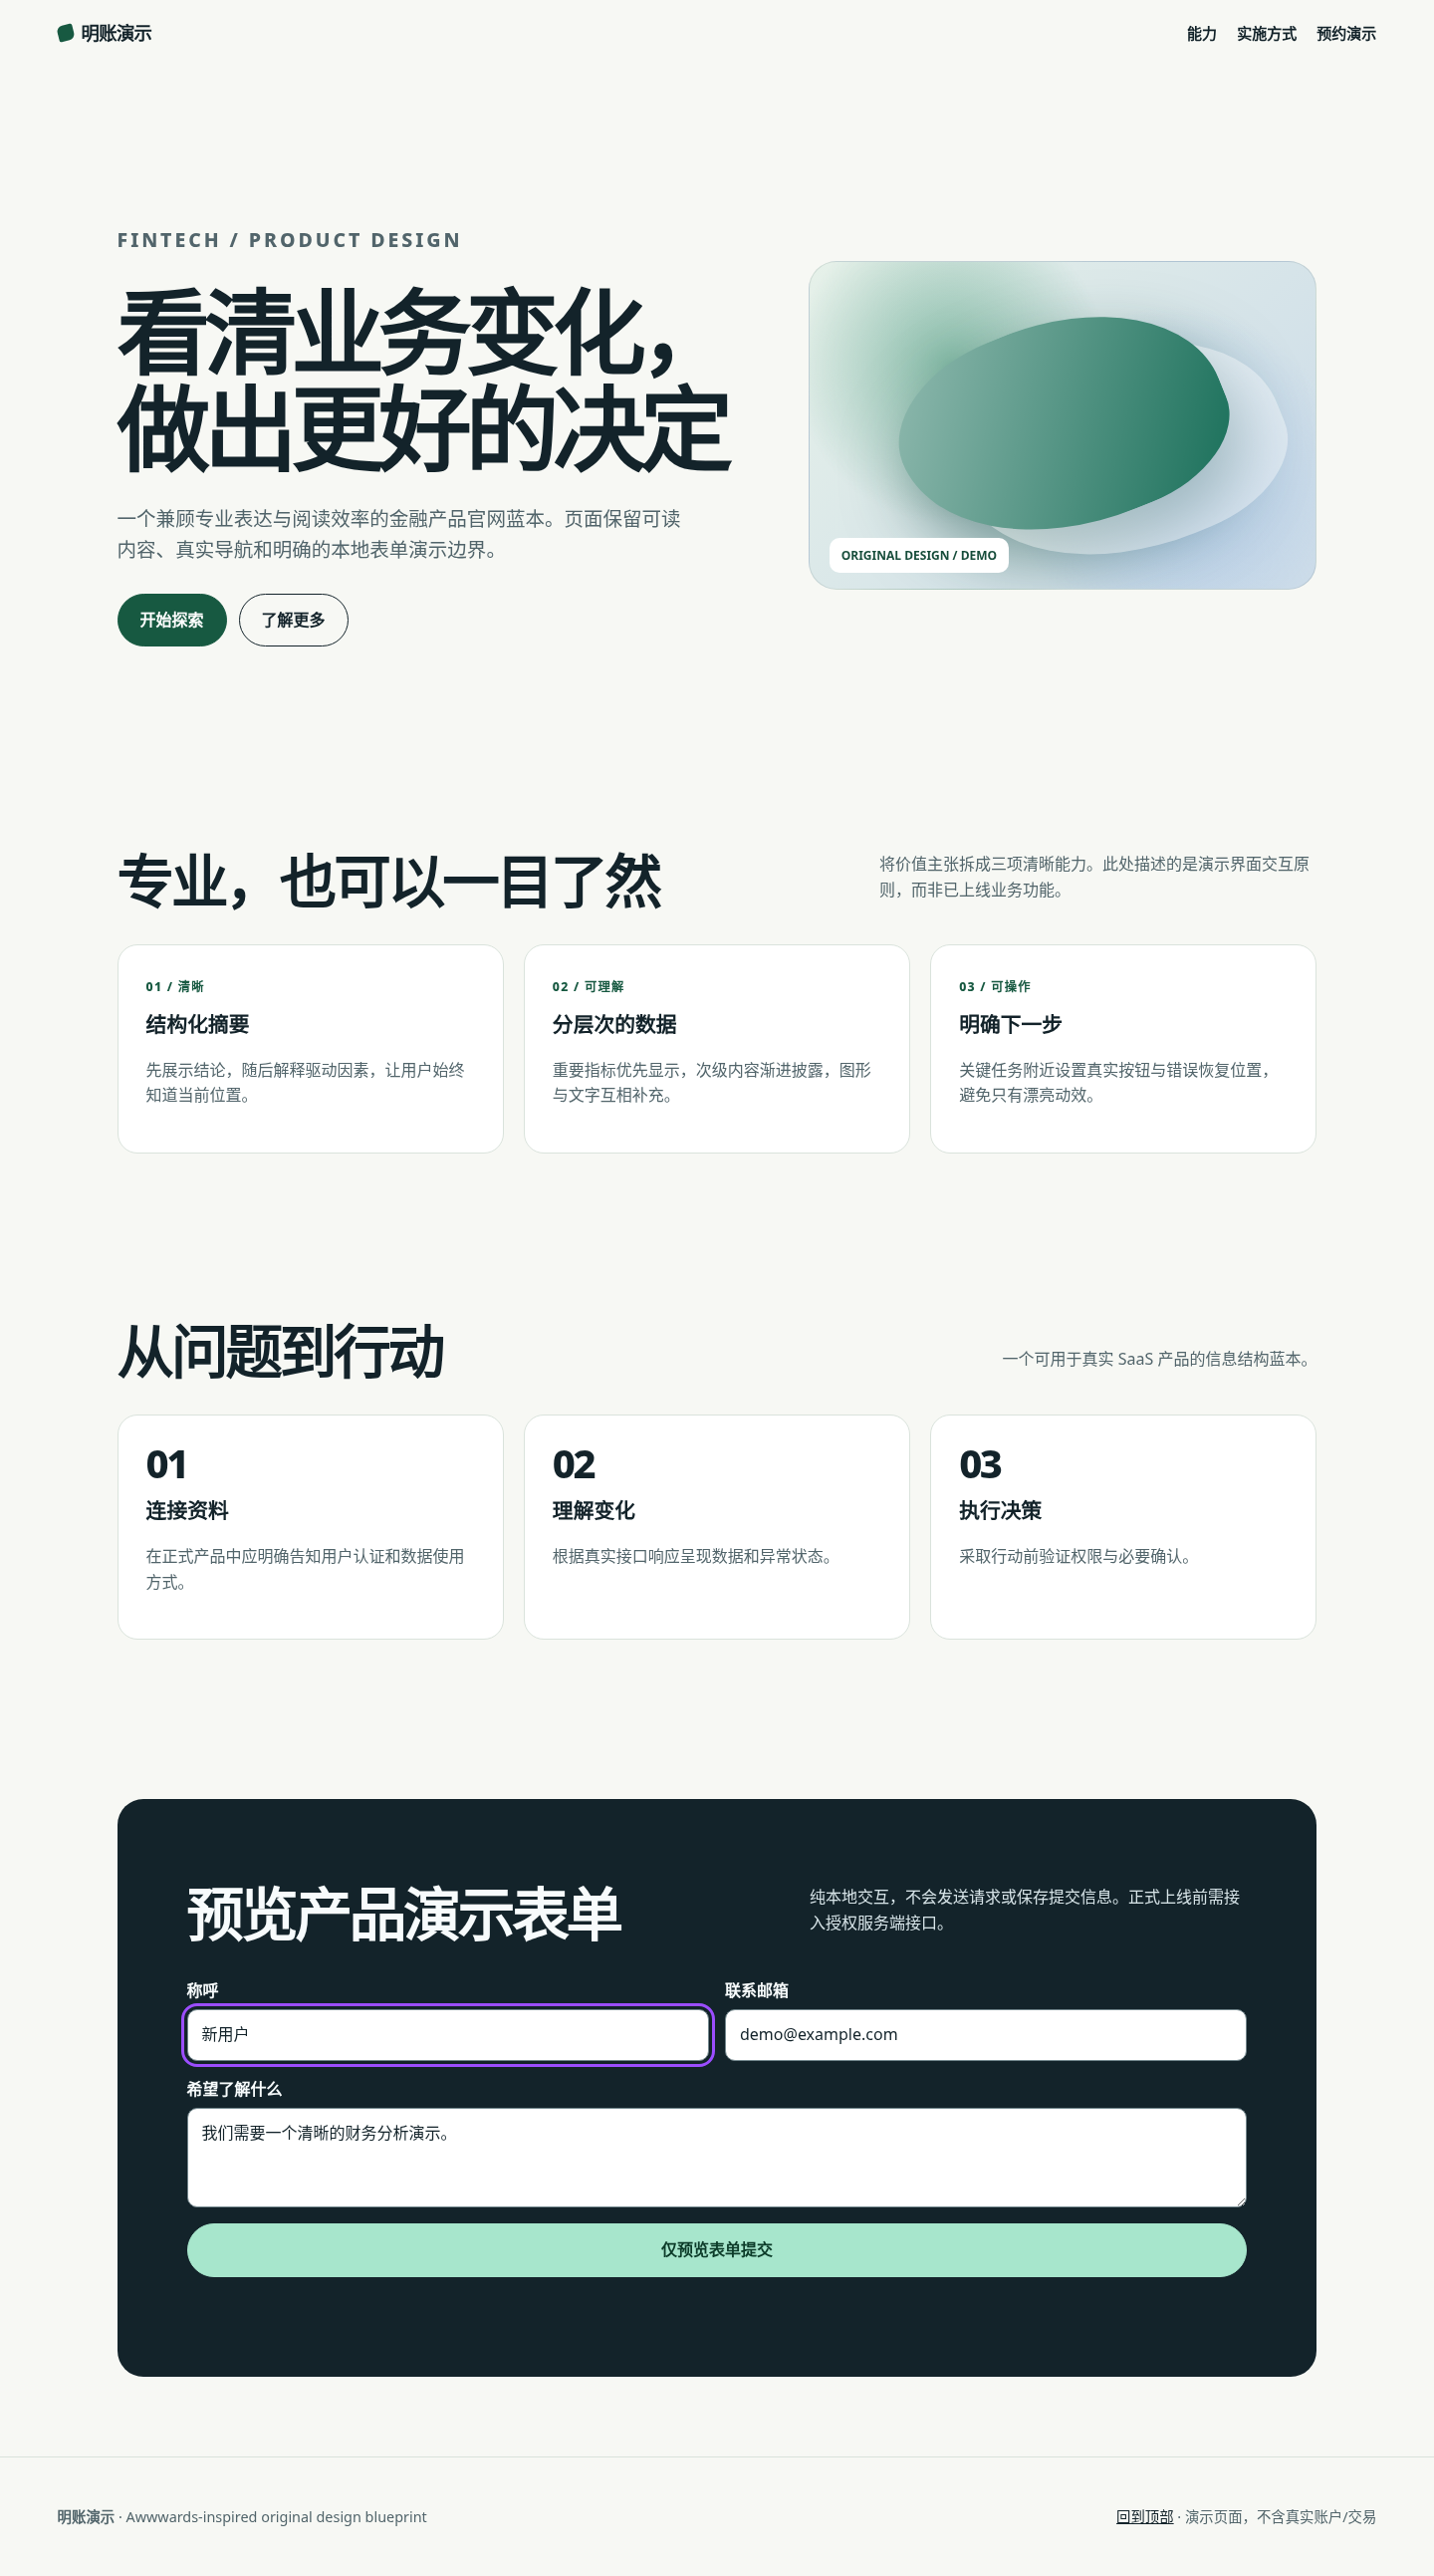 明账演示
能力 实施方式 预约演示
FINTECH / PRODUCT DESIGN
看清业务变化，
做出更好的决定
一个兼顾专业表达与阅读效率的金融产品官网蓝本。页面保留可读
内容、真实导航和明确的本地表单演示边界。
开始探索 了解更多
ORIGINAL DESIGN / DEMO
专业，也可以一目了然
将价值主张拆成三项清晰能力。此处描述的是演示界面交互原
则，而非已上线业务功能。
01 / 清晰
结构化摘要
先展示结论，随后解释驱动因素，让用户始终
知道当前位置。
02 / 可理解
分层次的数据
重要指标优先显示，次级内容渐进披露，图形
与文字互相补充。
03 / 可操作
明确下一步
关键任务附近设置真实按钮与错误恢复位置，
避免只有漂亮动效。
从问题到行动
一个可用于真实 SaaS 产品的信息结构蓝本。
01
连接资料
在正式产品中应明确告知用户认证和数据使用
方式。
02
理解变化
根据真实接口响应呈现数据和异常状态。
03
执行决策
采取行动前验证权限与必要确认。
预览产品演示表单
纯本地交互，不会发送请求或保存提交信息。正式上线前需接
入授权服务端接口。
称呼
新用户
联系邮箱
demo@example.com
希望了解什么
我们需要一个清晰的财务分析演示。
仅预览表单提交
明账演示 · Awwwards-inspired original design blueprint
回到顶部 · 演示页面，不含真实账户/交易